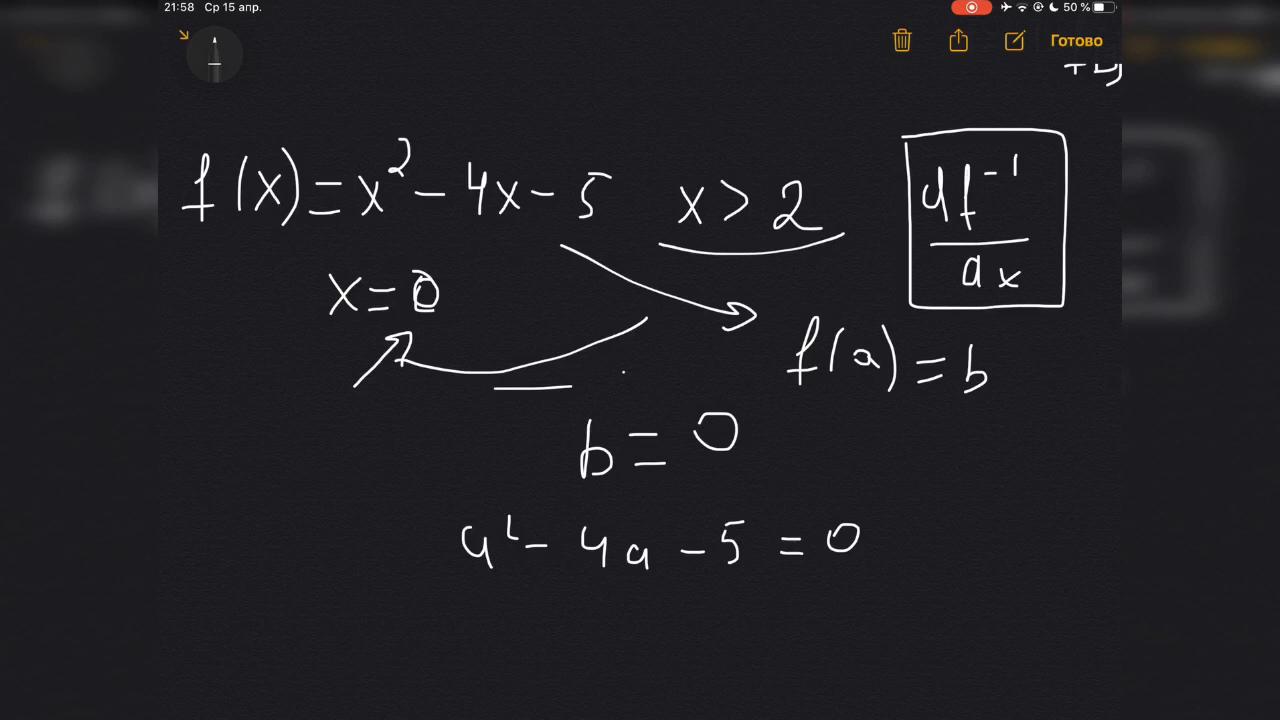 21:58 Ср 15 апр. 50 %
Готово
f(x) = x² - 4x - 5 x > 2 df⁻¹/dx
x = 0
f(a) = b
b = 0
a² - 4a - 5 = 0